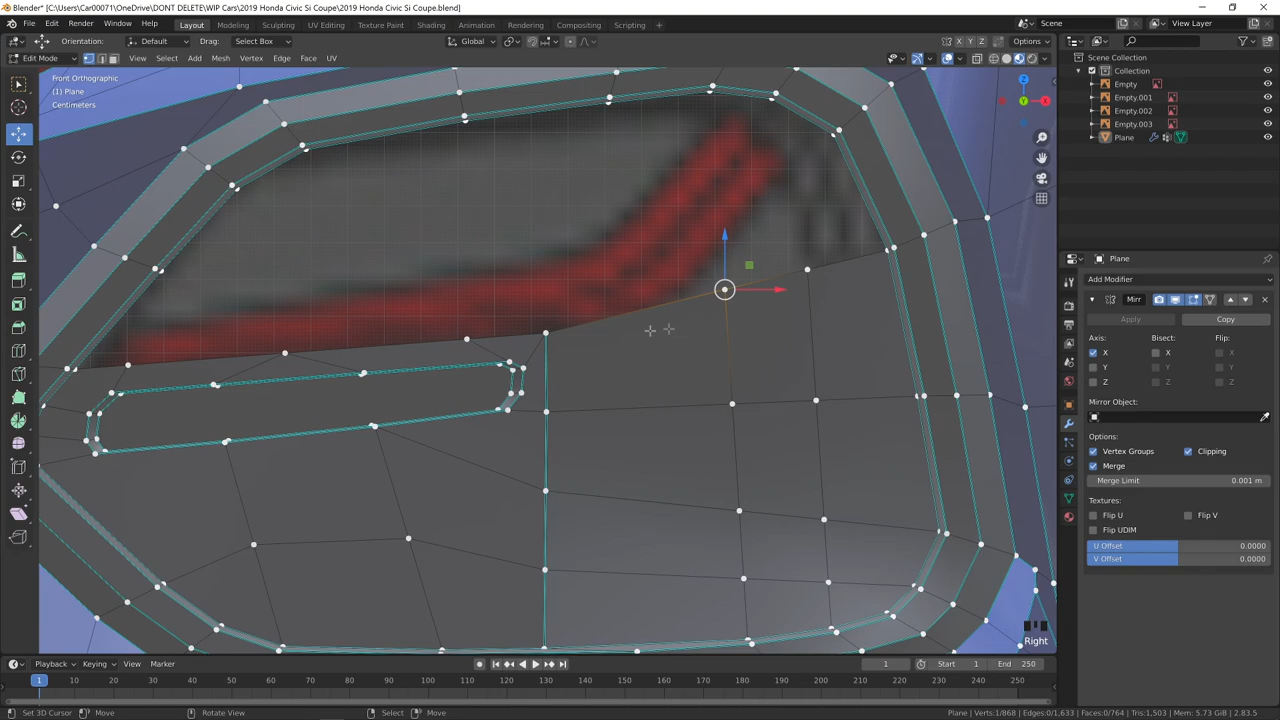 Blender* [C:\Users\Car00071\OneDrive\DONT DELETE\WIP Cars\2019 Honda Civic Si Coupe\2019 Honda Civic Si Coupe.blend]
File Edit Render Window Help Layout Modeling Sculpting UV Editing Texture Paint Shading Animation Rendering Compositing Scripting Scene View Layer
Orientation: Default Drag: Select Box Global X Y Z Options
Edit Mode View Select Add Mesh Vertex Edge Face UV
Front Orthographic
(1) Plane
Centimeters
Z
X
Y
Right
Scene Collection
Collection
Empty
Empty.001
Empty.002
Empty.003
Plane
Plane
Add Modifier
Mirr
Apply Copy
Axis: Bisect: Flip:
X X X
Y Y Y
Z Z Z
Mirror Object:
Options:
Vertex Groups Clipping
Merge
Merge Limit 0.001 m
Textures:
Flip U Flip V
Flip UDIM
U Offset 0.0000
V Offset 0.0000
Playback Keying View Marker 1 Start 1 End 250
1 10 20 30 40 50 60 70 80 90 100 110 120 130 140 150 160 170 180 190 200 210 220 230 240 250
Set 3D Cursor Move Rotate View Select Move Plane | Verts:1/868 | Edges:0/1,633 | Faces:0/764 | Tris:1,503 | Mem: 5.73 GiB | 2.83.5